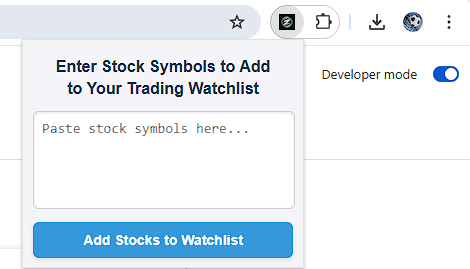 Enter Stock Symbols to Add
to Your Trading Watchlist
Developer mode
Paste stock symbols here...
Add Stocks to Watchlist